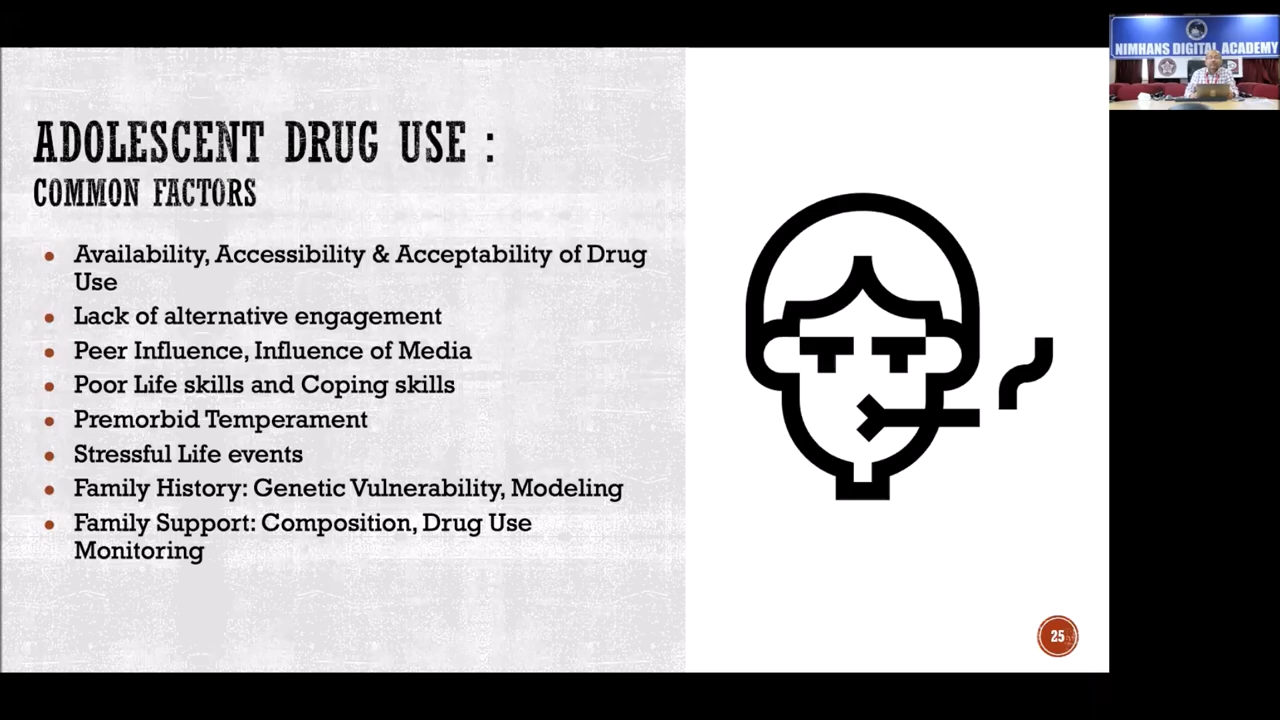 NIMHANS DIGITAL ACADEMY
ADOLESCENT DRUG USE :
COMMON FACTORS
• Availability, Accessibility & Acceptability of Drug
Use
• Lack of alternative engagement
• Peer Influence, Influence of Media
• Poor Life skills and Coping skills
• Premorbid Temperament
• Stressful Life events
• Family History: Genetic Vulnerability, Modeling
• Family Support: Composition, Drug Use
Monitoring
25